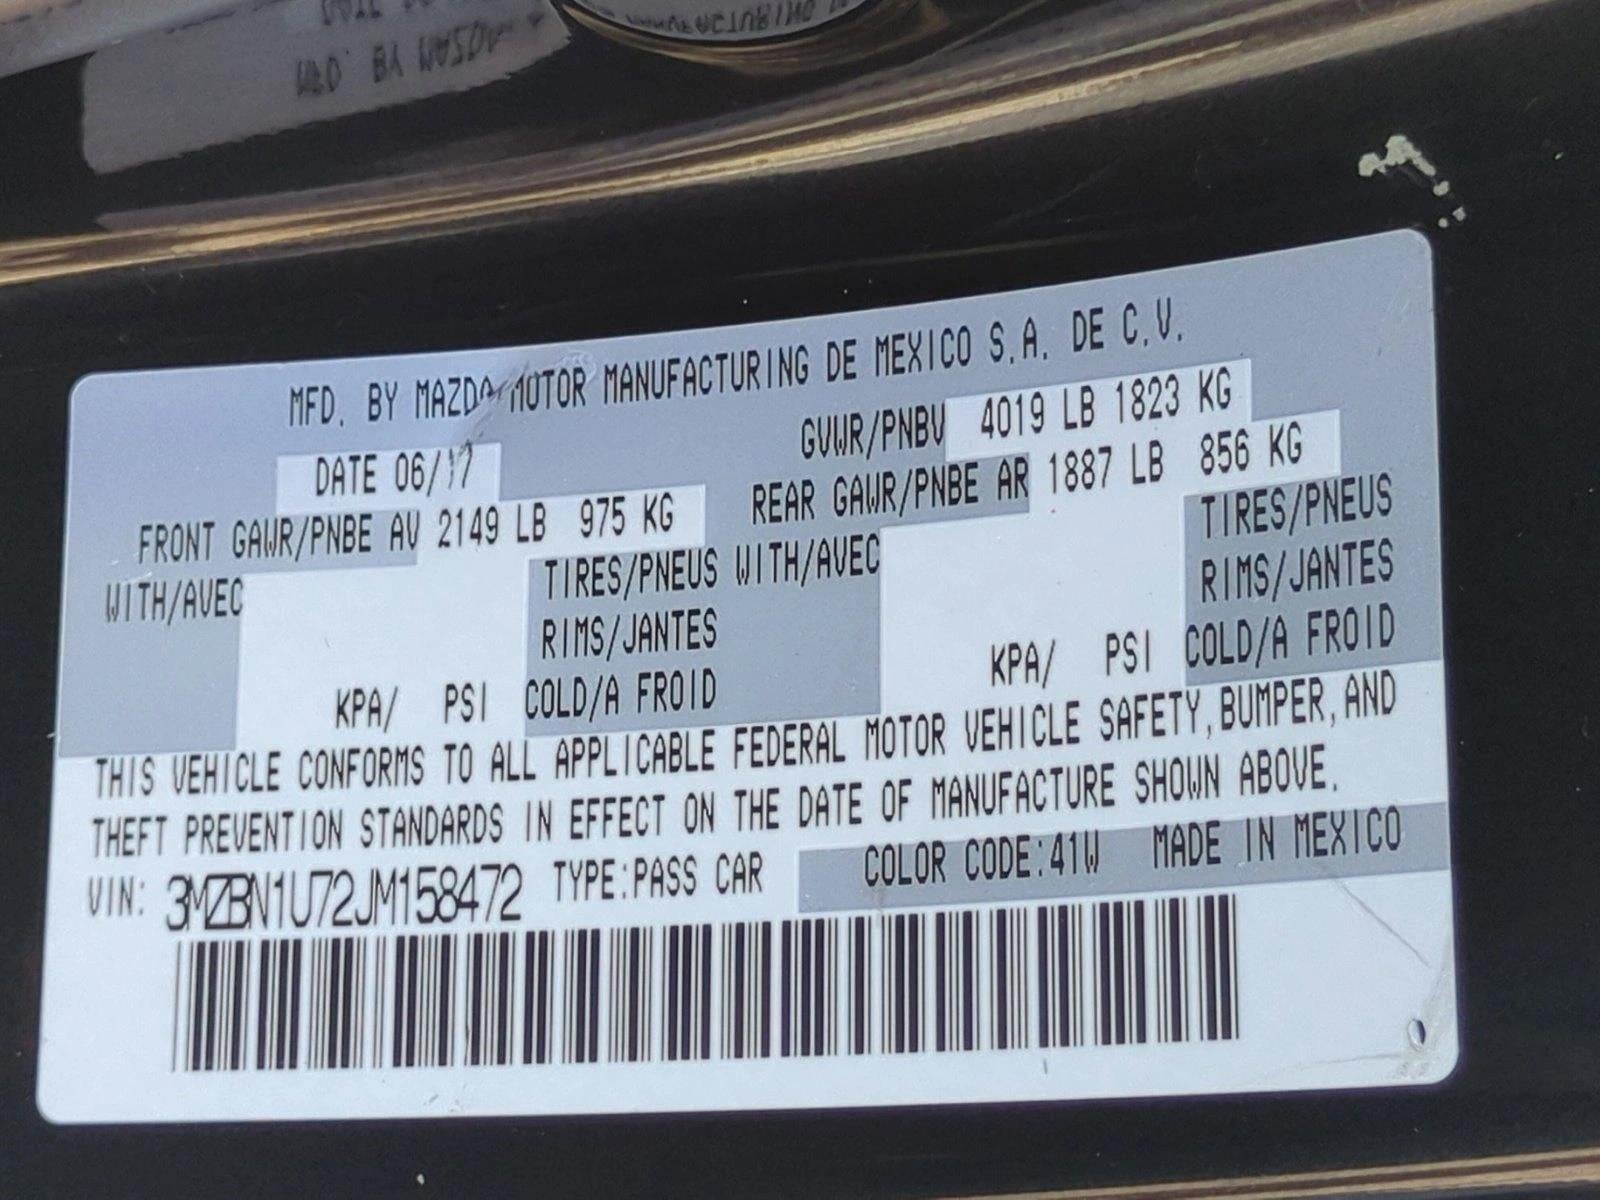 MFD. BY MAZDA MOTOR MANUFACTURING DE MEXICO S.A. DE C.V.
DATE 06/17
GVWR/PNBV 4019 LB 1823 KG
FRONT GAWR/PNBE AV 2149 LB 975 KG
REAR GAWR/PNBE AR 1887 LB 856 KG
WITH/AVEC TIRES/PNEUS
RIMS/JANTES
KPA/ PSI COLD/A FROID
WITH/AVEC TIRES/PNEUS
RIMS/JANTES
KPA/ PSI COLD/A FROID
THIS VEHICLE CONFORMS TO ALL APPLICABLE FEDERAL MOTOR VEHICLE SAFETY, BUMPER, AND
THEFT PREVENTION STANDARDS IN EFFECT ON THE DATE OF MANUFACTURE SHOWN ABOVE.
VIN: 3MZBN1U72JM158472 TYPE:PASS CAR COLOR CODE:41W MADE IN MEXICO